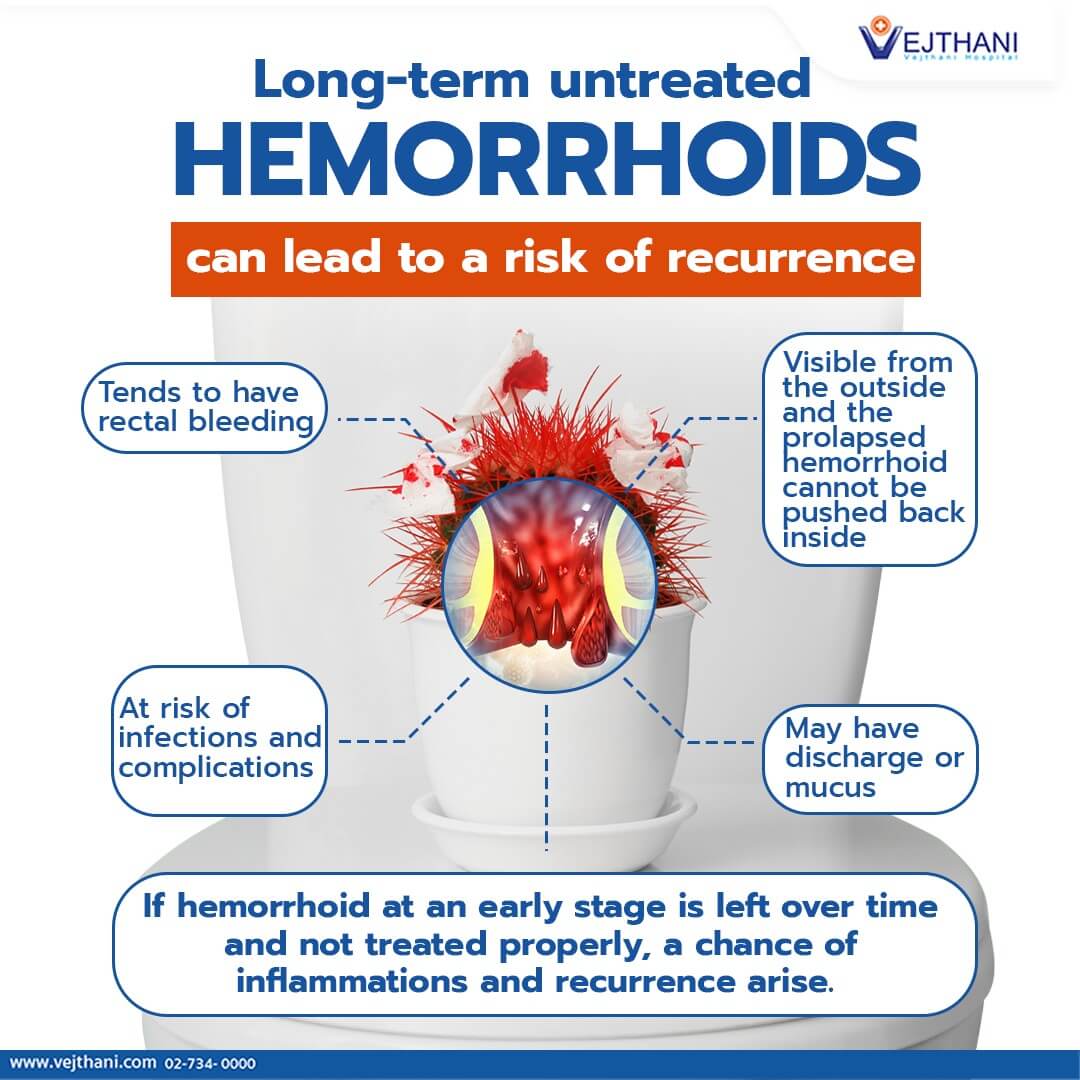 VEJTHANI
Vejthani Hospital
Long-term untreated
HEMORRHOIDS
can lead to a risk of recurrence
Tends to have
rectal bleeding
Visible from
the outside
and the
prolapsed
hemorrhoid
cannot be
pushed back
inside
At risk of
infections and
complications
May have
discharge or
mucus
If hemorrhoid at an early stage is left over time
and not treated properly, a chance of
inflammations and recurrence arise.
www.vejthani.com 02-734-0000